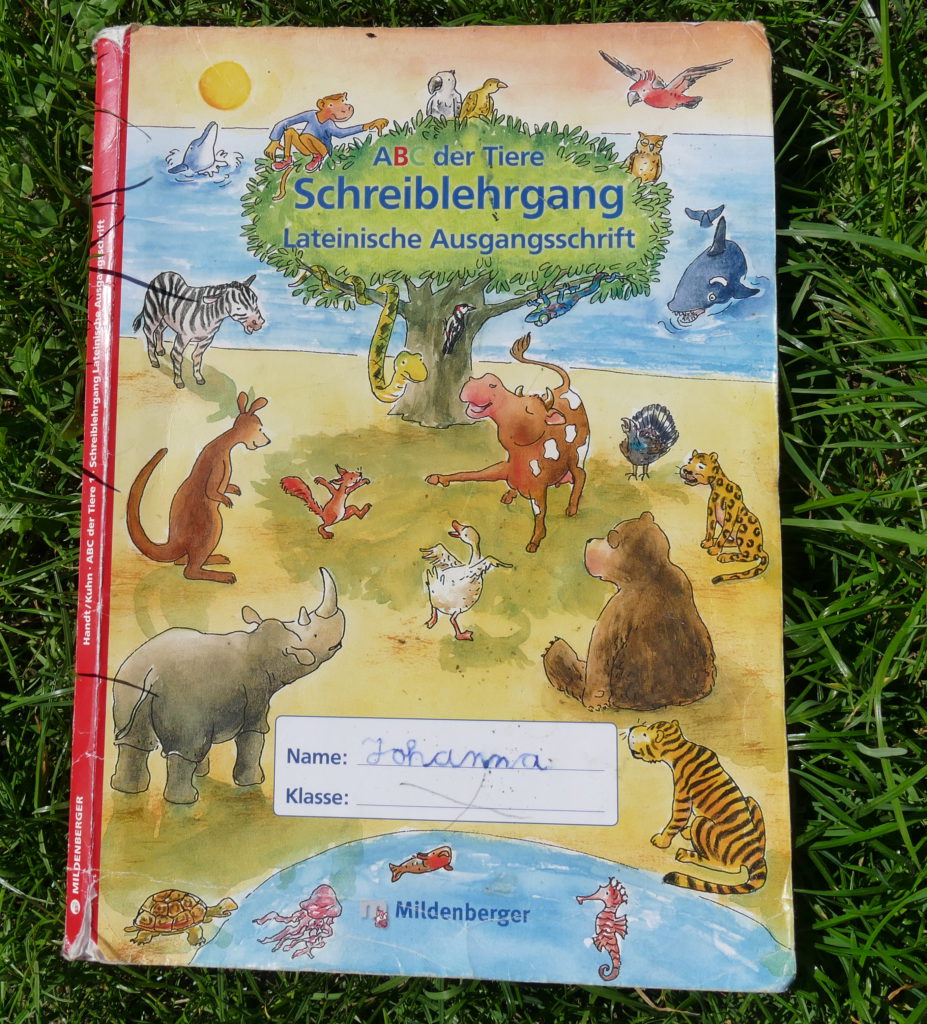 ABC der Tiere
Schreiblehrgang
Lateinische Ausgangsschrift
Name: Johanna
Klasse:
Mildenberger
Handt/Kuhn · ABC der Tiere 1 · Schreiblehrgang Lateinische Ausgangsschrift
MILDENBERGER